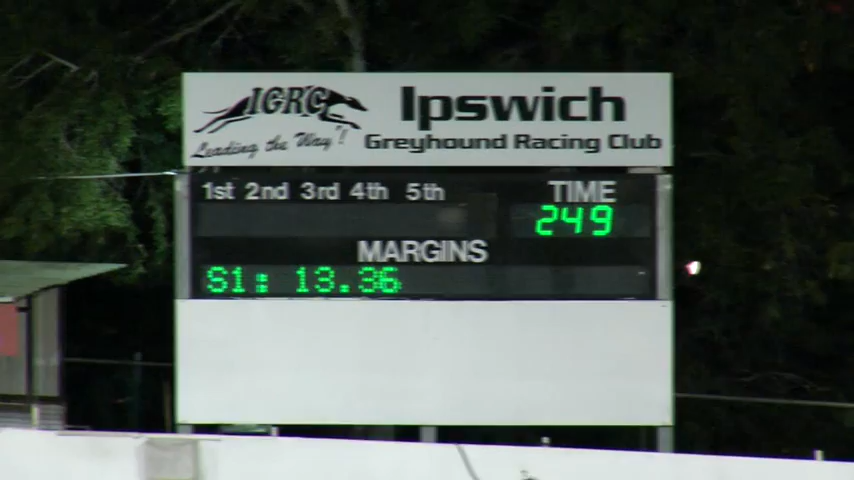 IGRC
Leading the Way!
Ipswich
Greyhound Racing Club
1st 2nd 3rd 4th 5th
TIME
249
MARGINS
S1: 13.36